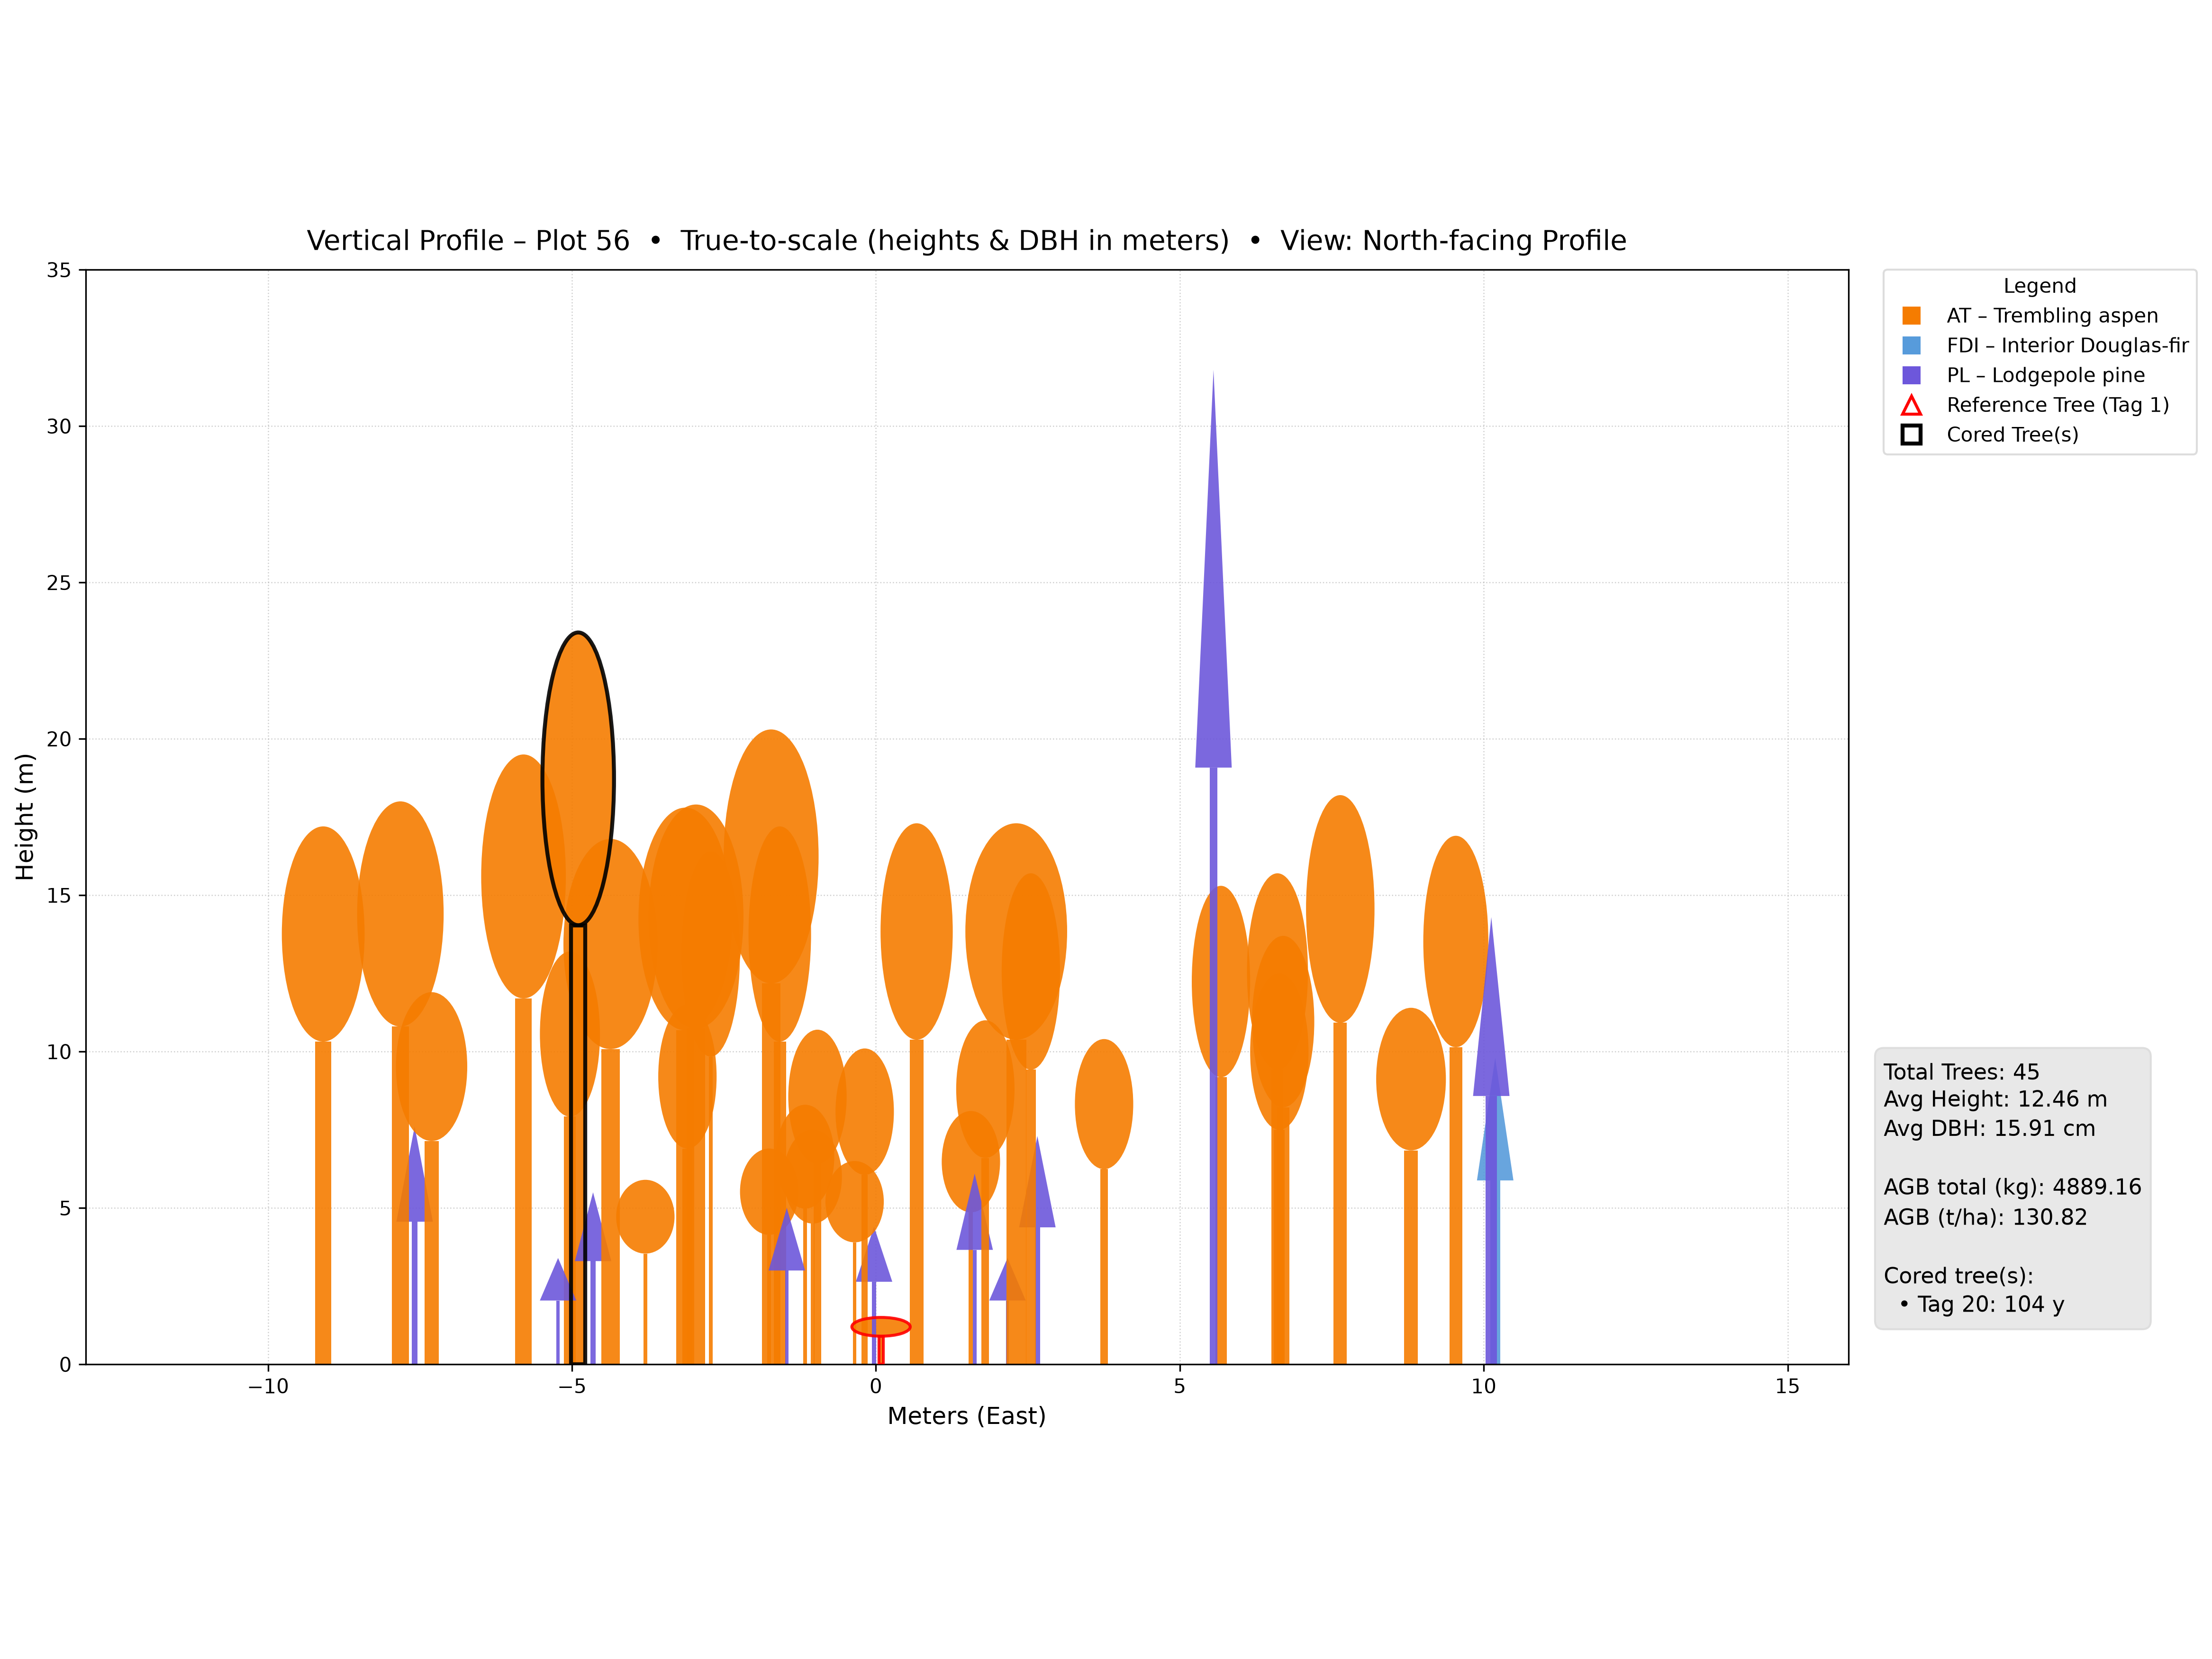 Vertical Profile – Plot 56 • True-to-scale (heights & DBH in meters) • View: North-facing Profile
Height (m)
35
30
25
20
15
10
5
0
−10
−5
0
5
10
15
Meters (East)
Legend
AT – Trembling aspen
FDI – Interior Douglas-fir
PL – Lodgepole pine
Reference Tree (Tag 1)
Cored Tree(s)
Total Trees: 45
Avg Height: 12.46 m
Avg DBH: 15.91 cm
AGB total (kg): 4889.16
AGB (t/ha): 130.82
Cored tree(s):
• Tag 20: 104 y